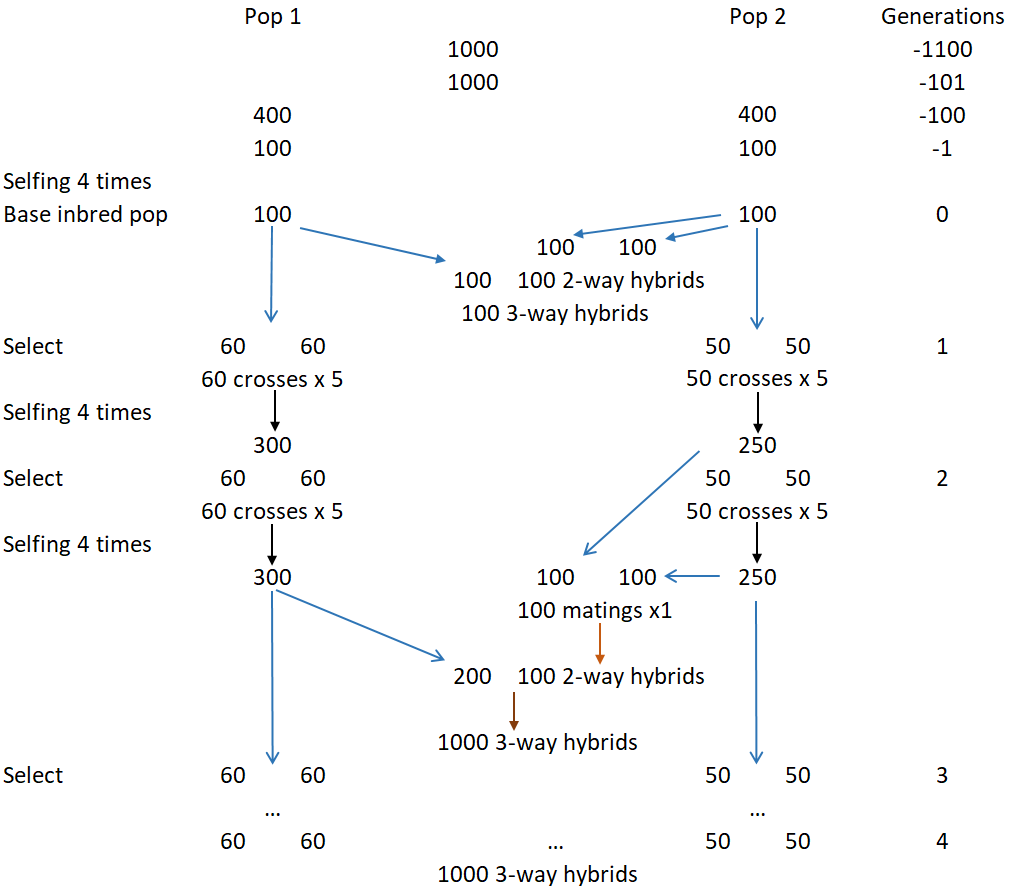 Pop 1 Pop 2 Generations
1000 -1100
1000 -101
400 400 -100
100 100 -1
Selfing 4 times
Base inbred pop 100 100 0
100 100
100 100 2-way hybrids
100 3-way hybrids
Select 60 60 50 50 1
60 crosses x 5 50 crosses x 5
Selfing 4 times
300 250
Select 60 60 50 50 2
60 crosses x 5 50 crosses x 5
Selfing 4 times
300 100 100 250
100 matings x1
200 100 2-way hybrids
1000 3-way hybrids
Select 60 60 50 50 3
... ...
60 60 ... 50 50 4
1000 3-way hybrids